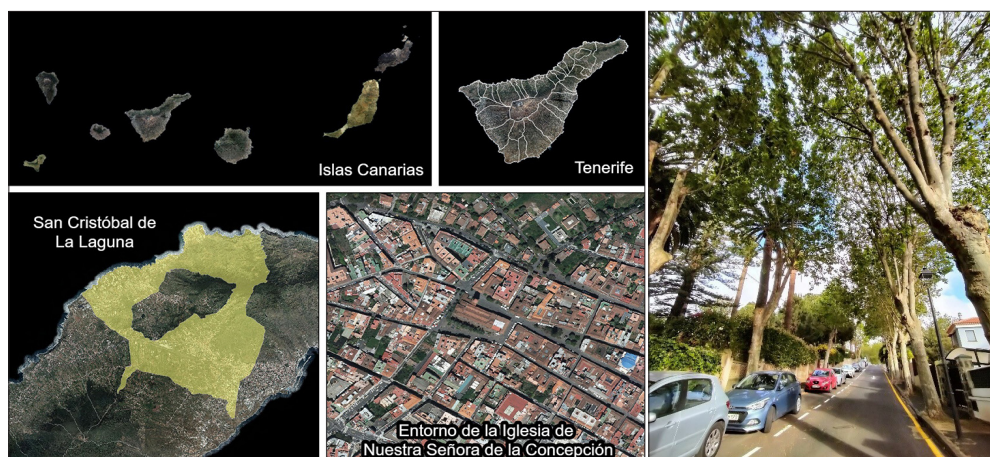 Islas Canarias
Tenerife
San Cristóbal de
La Laguna
Entorno de la Iglesia de
Nuestra Señora de la Concepción